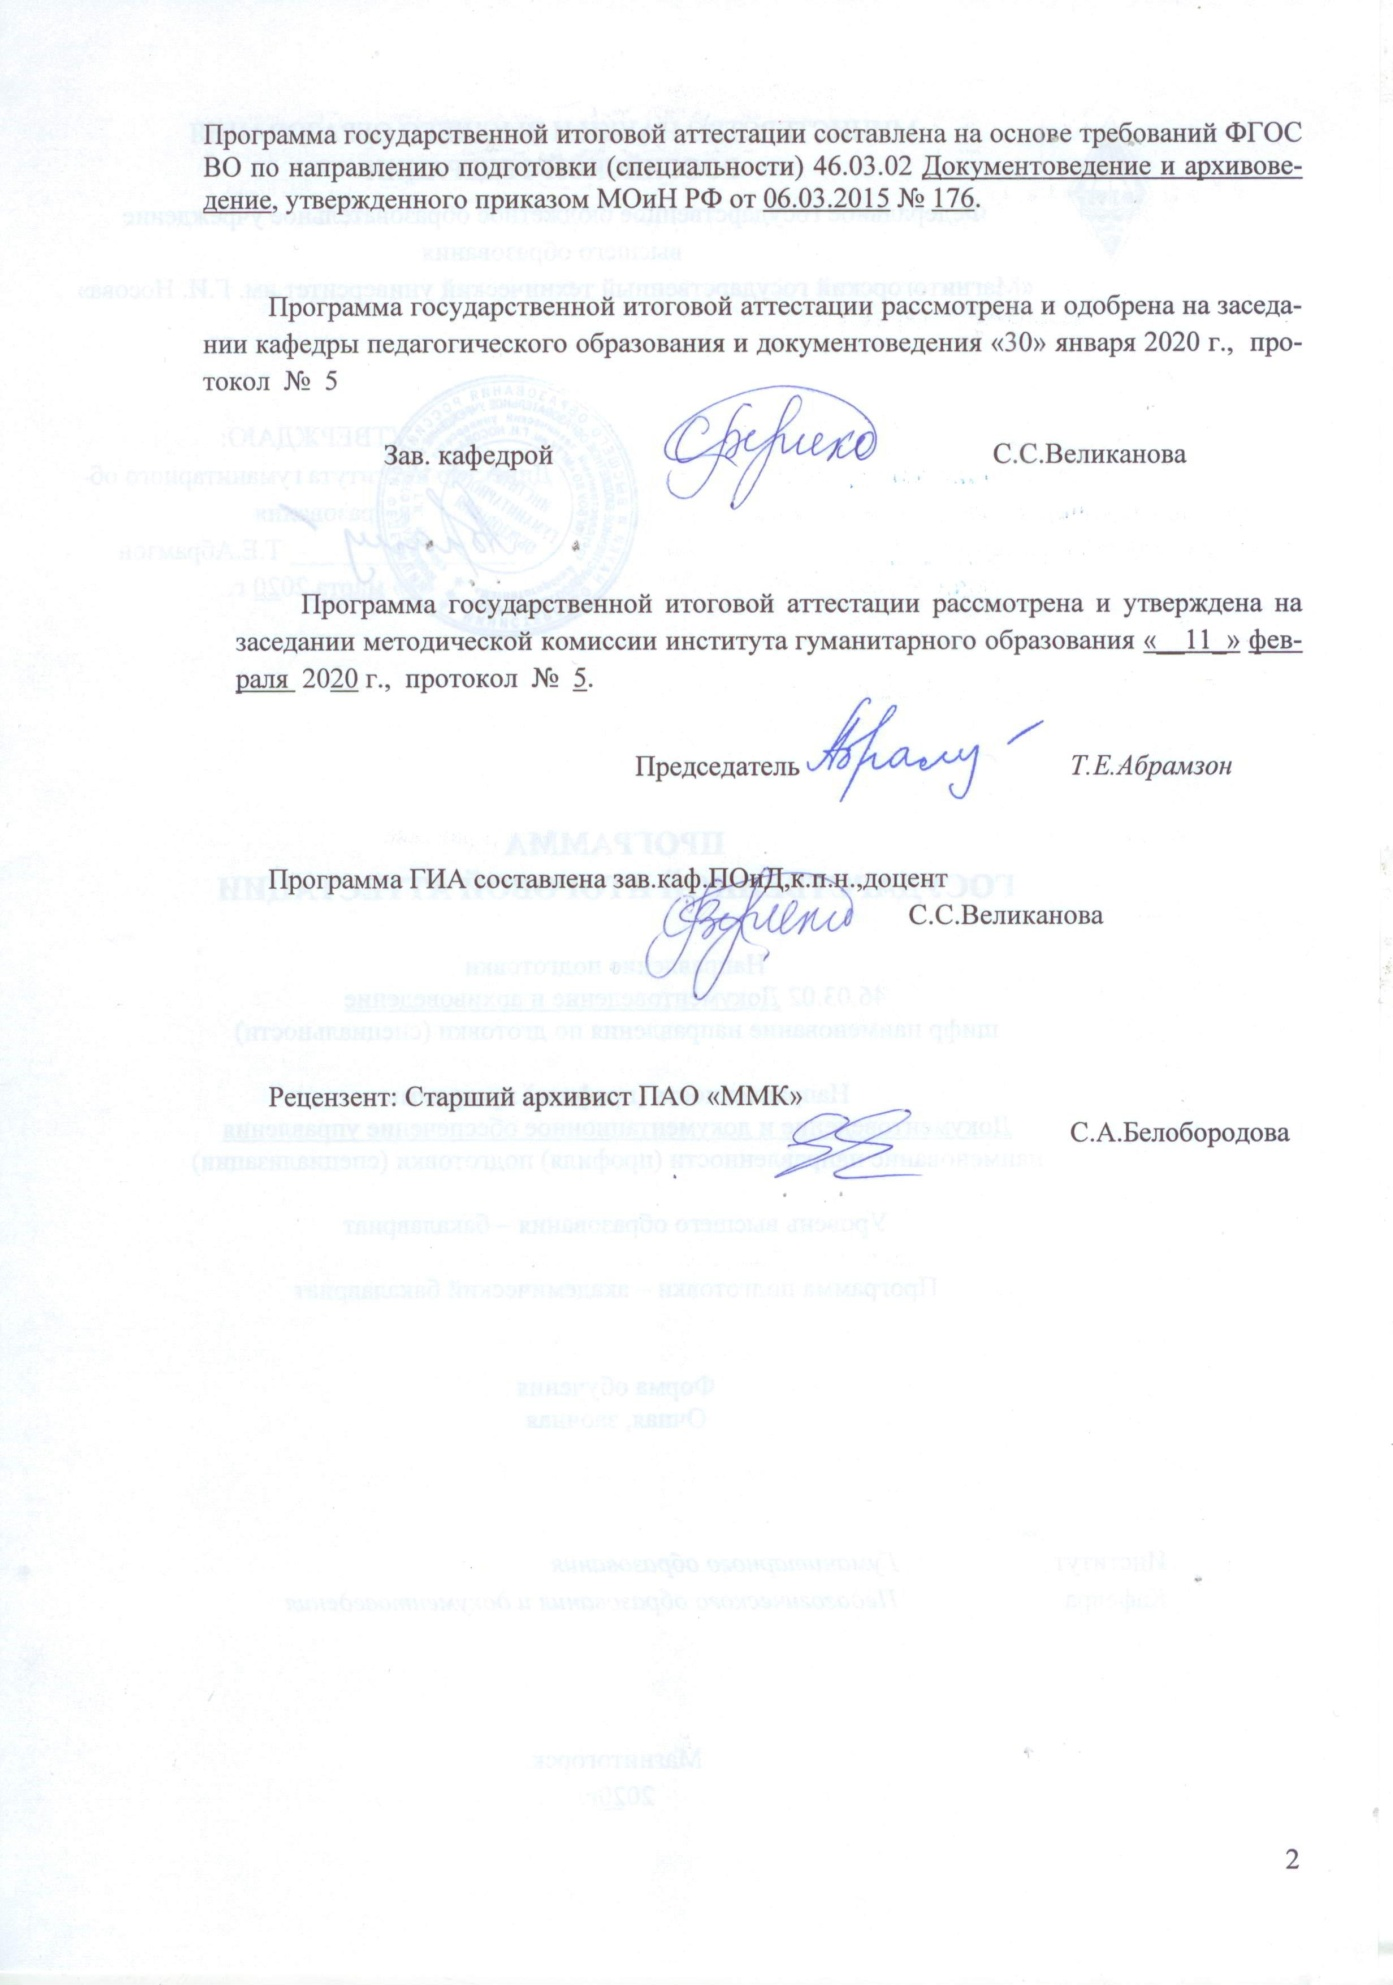 Программа государственной итоговой аттестации составлена на основе требований ФГОС
ВО по направлению подготовки (специальности) 46.03.02 Документоведение и архивове-
дение, утвержденного приказом МОиН РФ от 06.03.2015 № 176.
Программа государственной итоговой аттестации рассмотрена и одобрена на заседа-
нии кафедры педагогического образования и документоведения «30» января 2020 г., про-
токол № 5
Зав. кафедрой С.С.Великанова
Программа государственной итоговой аттестации рассмотрена и утверждена на
заседании методической комиссии института гуманитарного образования «__11_» фев-
раля 2020 г., протокол № 5.
Председатель Т.Е.Абрамзон
Программа ГИА составлена зав.каф.ПОиД,к.п.н.,доцент
С.С.Великанова
Рецензент: Старший архивист ПАО «ММК»
С.А.Белобородова
2